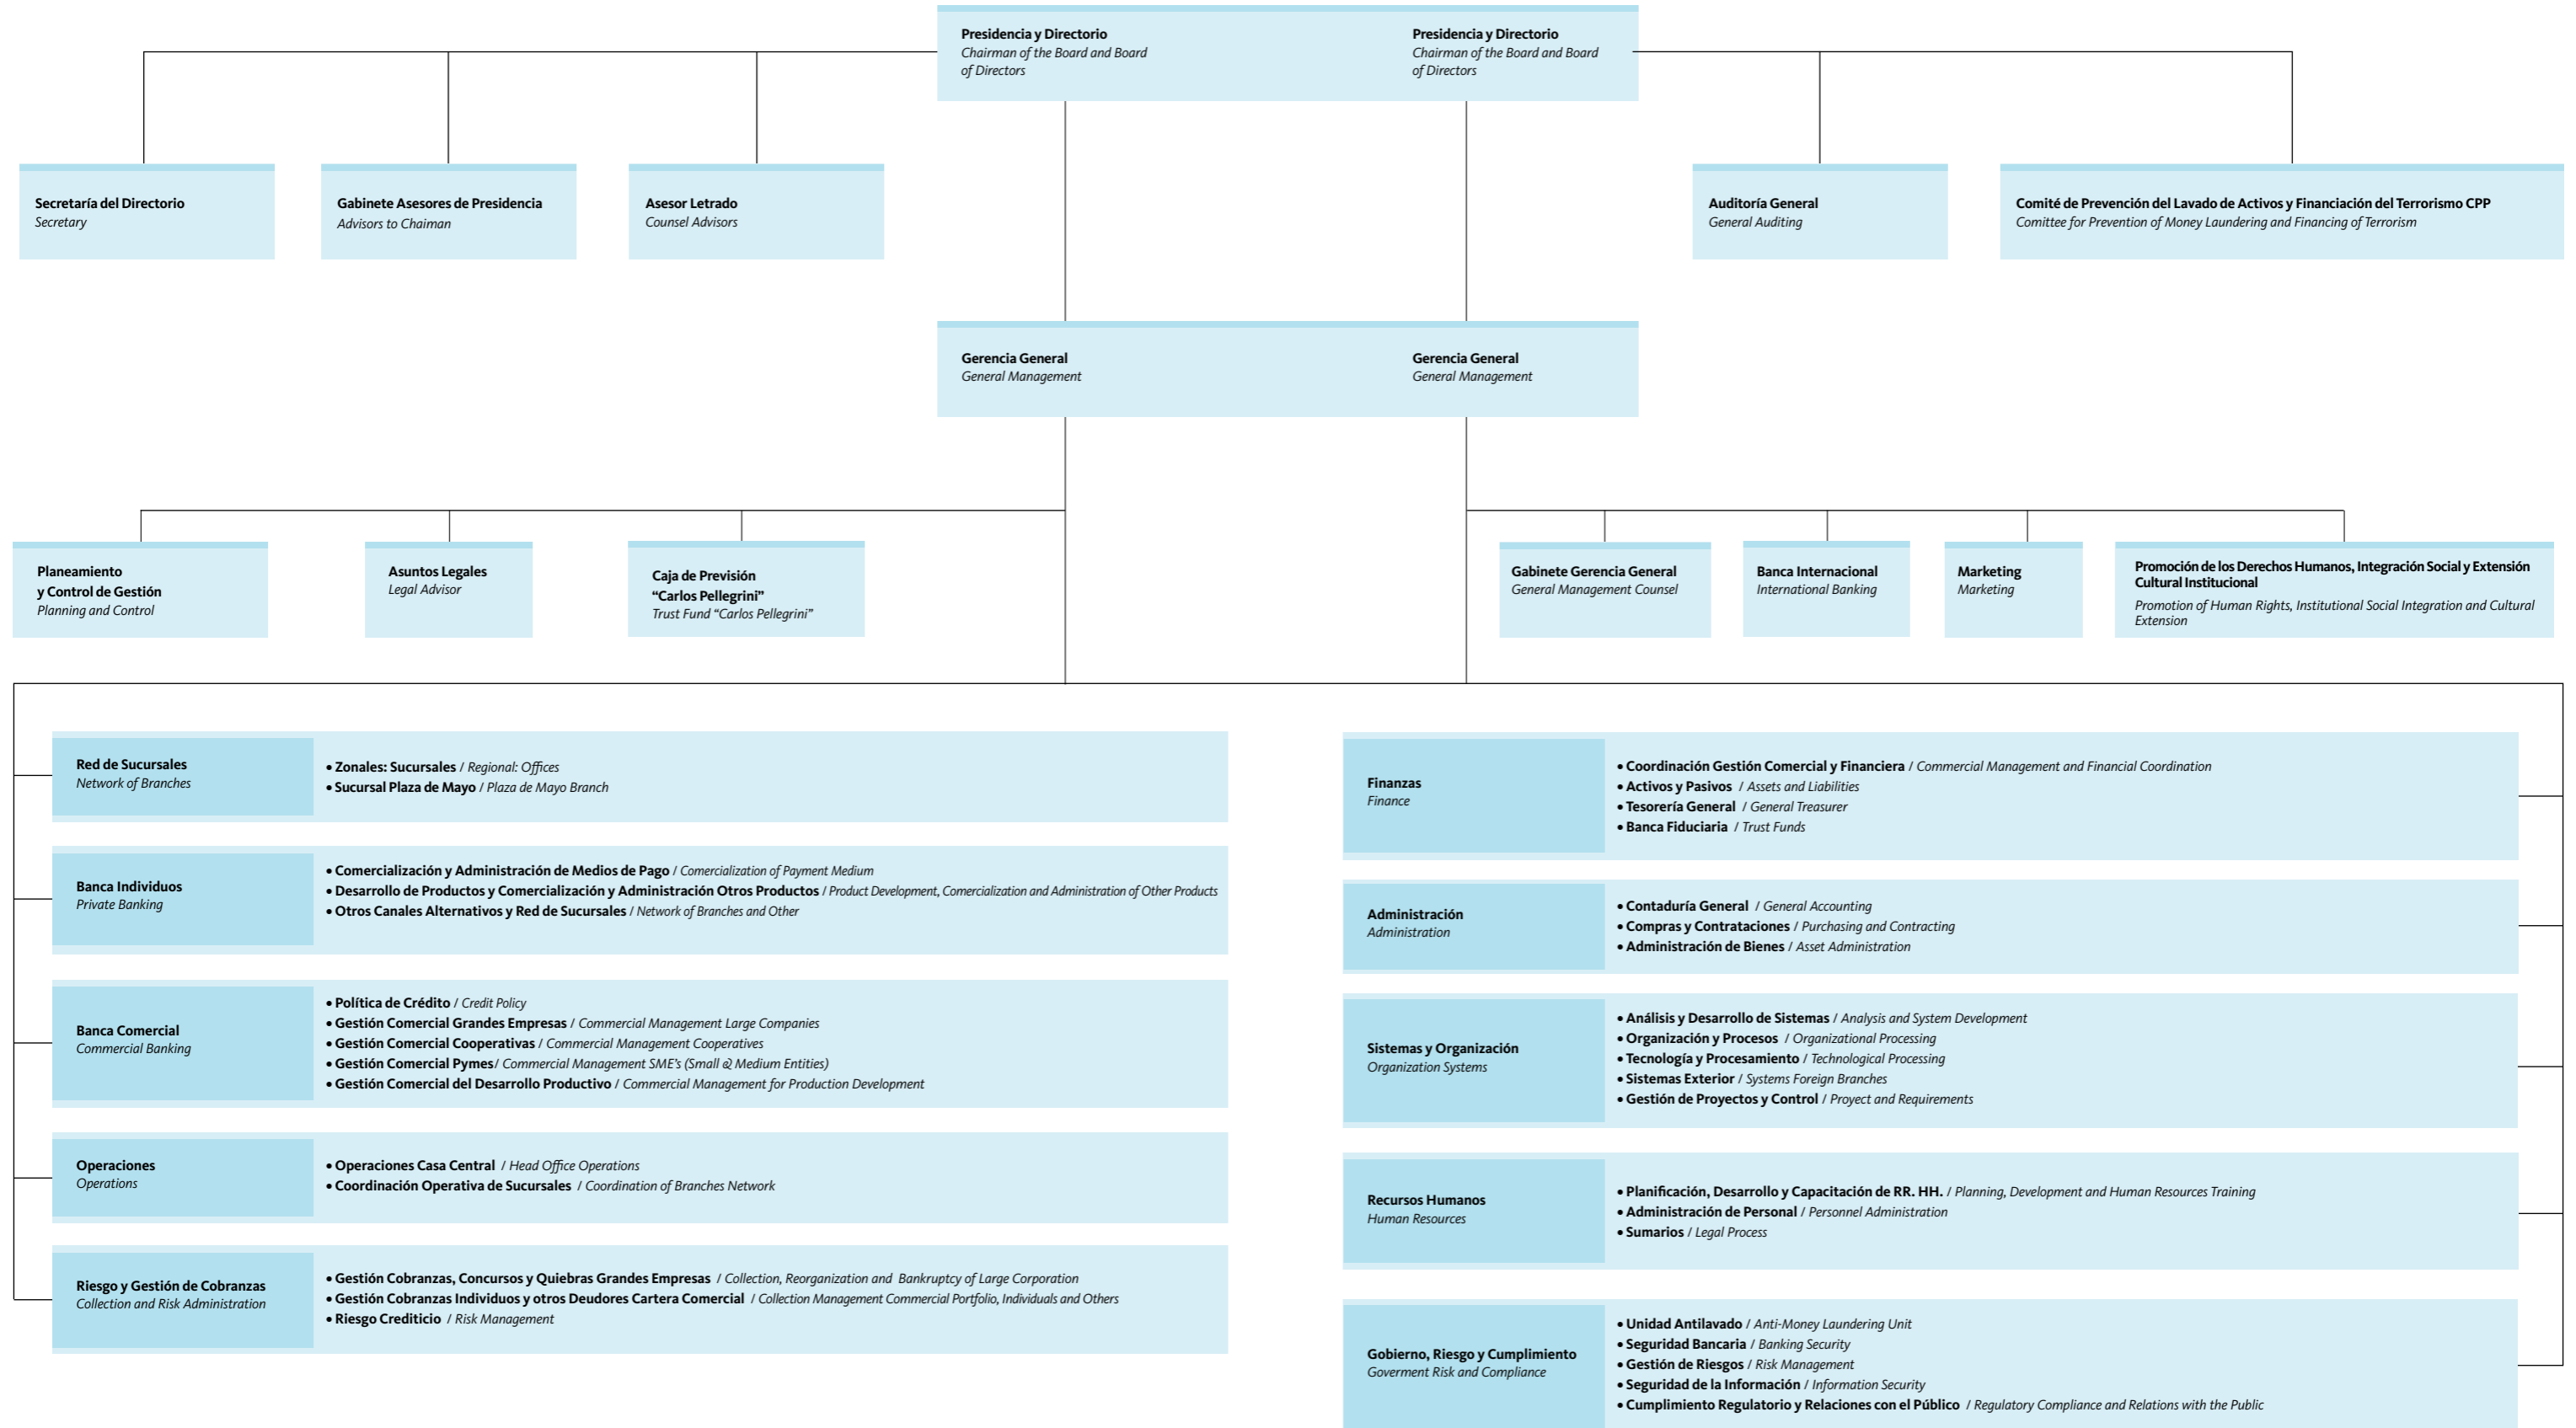 Presidencia y Directorio
Chairman of the Board and Board
of Directors
Presidencia y Directorio
Chairman of the Board and Board
of Directors
Secretaría del Directorio
Secretary
Gabinete Asesores de Presidencia
Advisors to Chaiman
Asesor Letrado
Counsel Advisors
Auditoría General
General Auditing
Comité de Prevención del Lavado de Activos y Financiación del Terrorismo CPP
Comittee for Prevention of Money Laundering and Financing of Terrorism
Gerencia General
General Management
Gerencia General
General Management
Planeamiento
y Control de Gestión
Planning and Control
Asuntos Legales
Legal Advisor
Caja de Previsión
“Carlos Pellegrini”
Trust Fund “Carlos Pellegrini”
Gabinete Gerencia General
General Management Counsel
Banca Internacional
International Banking
Marketing
Marketing
Promoción de los Derechos Humanos, Integración Social y Extensión
Cultural Institucional
Promotion of Human Rights, Institutional Social Integration and Cultural
Extension
Red de Sucursales
Network of Branches
• Zonales: Sucursales / Regional: Offices
• Sucursal Plaza de Mayo / Plaza de Mayo Branch
Banca Individuos
Private Banking
• Comercialización y Administración de Medios de Pago / Comercialization of Payment Medium
• Desarrollo de Productos y Comercialización y Administración Otros Productos / Product Development, Comercialization and Administration of Other Products
• Otros Canales Alternativos y Red de Sucursales / Network of Branches and Other
Banca Comercial
Commercial Banking
• Política de Crédito / Credit Policy
• Gestión Comercial Grandes Empresas / Commercial Management Large Companies
• Gestión Comercial Cooperativas / Commercial Management Cooperatives
• Gestión Comercial Pymes/ Commercial Management SME’s (Small & Medium Entities)
• Gestión Comercial del Desarrollo Productivo / Commercial Management for Production Development
Operaciones
Operations
• Operaciones Casa Central / Head Office Operations
• Coordinación Operativa de Sucursales / Coordination of Branches Network
Riesgo y Gestión de Cobranzas
Collection and Risk Administration
• Gestión Cobranzas, Concursos y Quiebras Grandes Empresas / Collection, Reorganization and Bankruptcy of Large Corporation
• Gestión Cobranzas Individuos y otros Deudores Cartera Comercial / Collection Management Commercial Portfolio, Individuals and Others
• Riesgo Crediticio / Risk Management
Finanzas
Finance
• Coordinación Gestión Comercial y Financiera / Commercial Management and Financial Coordination
• Activos y Pasivos / Assets and Liabilities
• Tesorería General / General Treasurer
• Banca Fiduciaria / Trust Funds
Administración
Administration
• Contaduría General / General Accounting
• Compras y Contrataciones / Purchasing and Contracting
• Administración de Bienes / Asset Administration
Sistemas y Organización
Organization Systems
• Análisis y Desarrollo de Sistemas / Analysis and System Development
• Organización y Procesos / Organizational Processing
• Tecnología y Procesamiento / Technological Processing
• Sistemas Exterior / Systems Foreign Branches
• Gestión de Proyectos y Control / Proyect and Requirements
Recursos Humanos
Human Resources
• Planificación, Desarrollo y Capacitación de RR. HH. / Planning, Development and Human Resources Training
• Administración de Personal / Personnel Administration
• Sumarios / Legal Process
Gobierno, Riesgo y Cumplimiento
Goverment Risk and Compliance
• Unidad Antilavado / Anti-Money Laundering Unit
• Seguridad Bancaria / Banking Security
• Gestión de Riesgos / Risk Management
• Seguridad de la Información / Information Security
• Cumplimiento Regulatorio y Relaciones con el Público / Regulatory Compliance and Relations with the Public